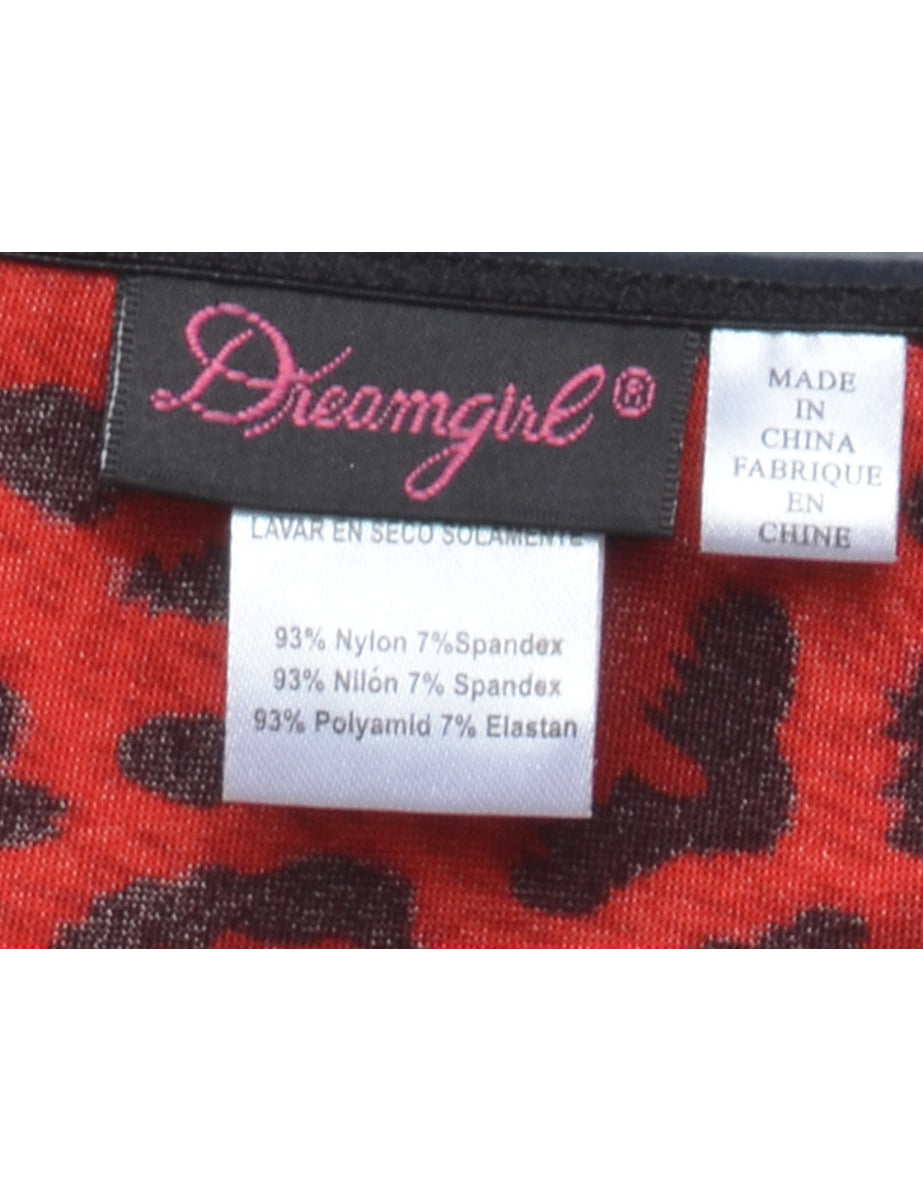 Dreamgirl®
MADE
IN
CHINA
FABRIQUE
EN
CHINE
LAVAR EN SECO SOLAMENTE
93% Nylon 7%Spandex
93% Nilón 7% Spandex
93% Polyamid 7% Elastan